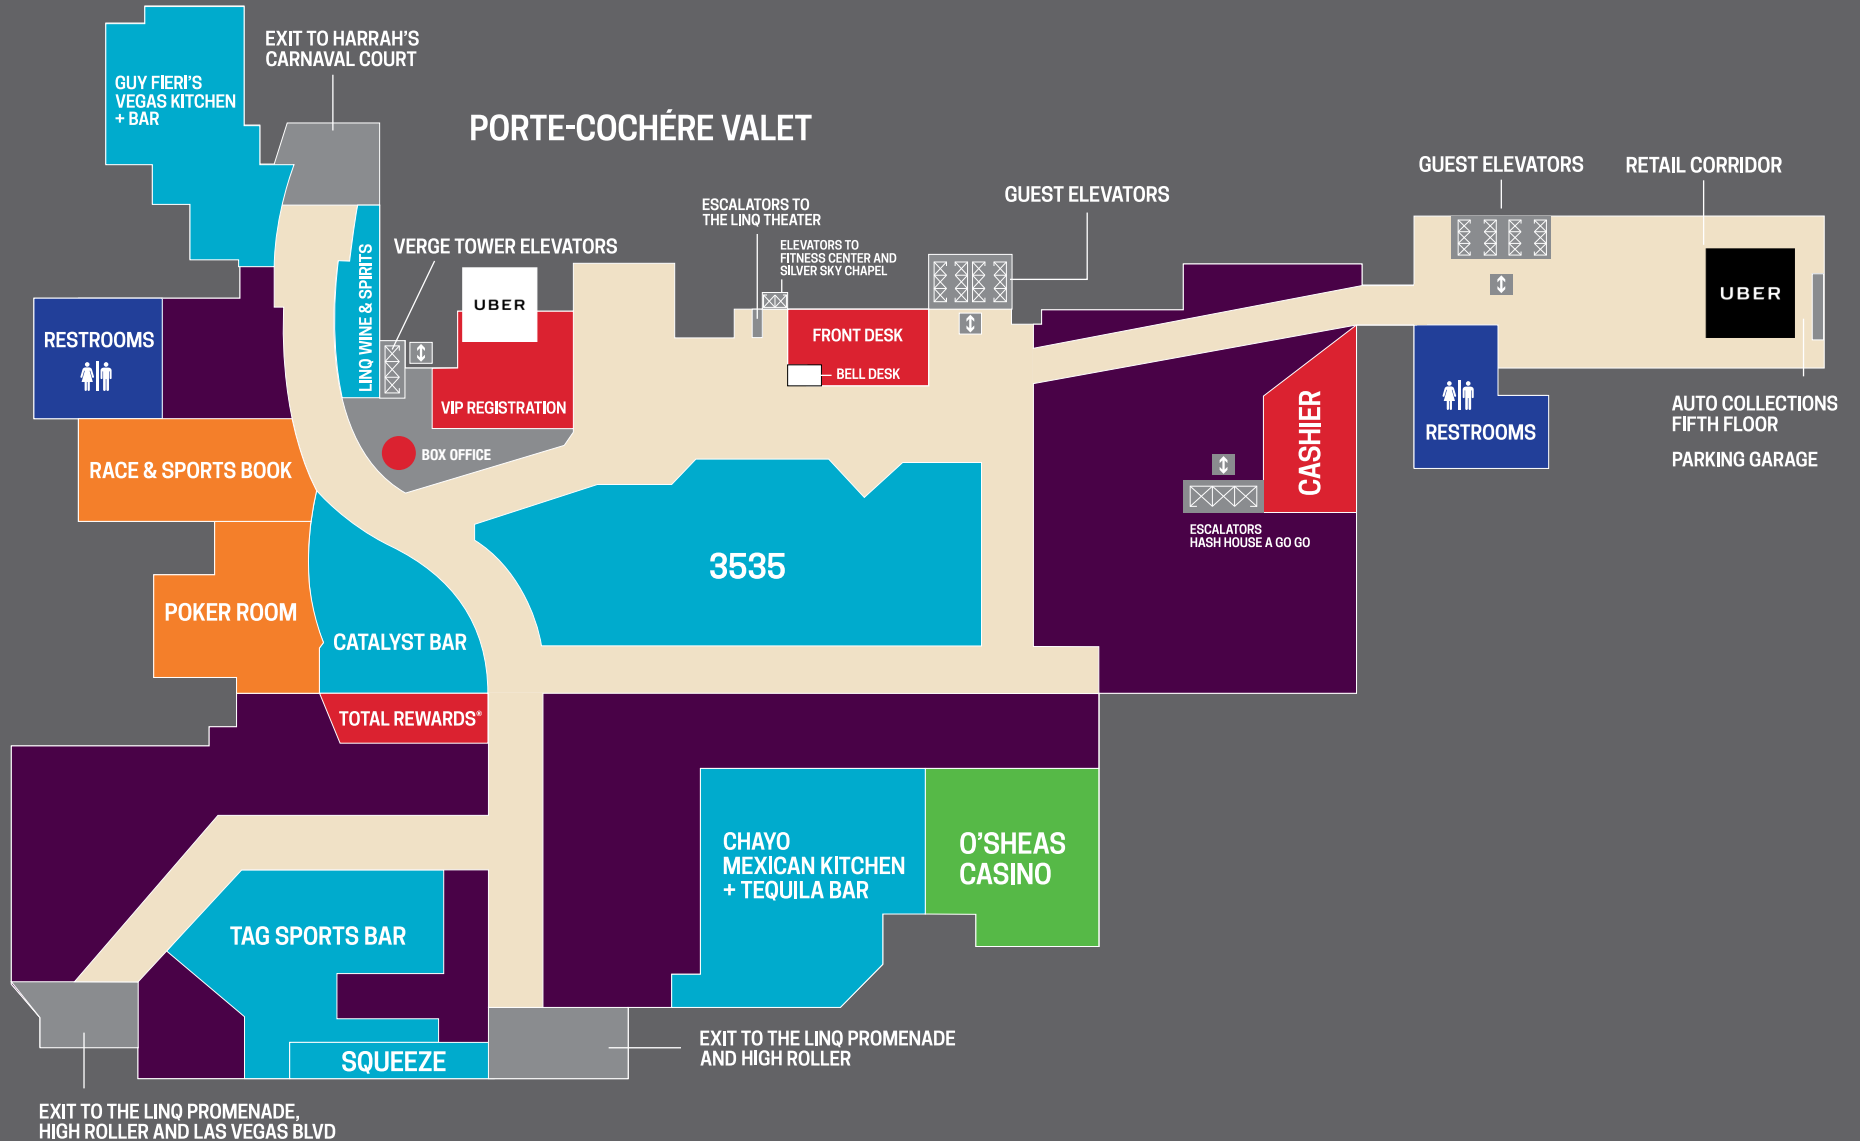 EXIT TO HARRAH'S
CARNAVAL COURT
GUY FIERI'S
VEGAS KITCHEN
+ BAR
PORTE-COCHÉRE VALET
GUEST ELEVATORS
RETAIL CORRIDOR
GUEST ELEVATORS
ESCALATORS TO
THE LINQ THEATER
ELEVATORS TO
FITNESS CENTER AND
SILVER SKY CHAPEL
VERGE TOWER ELEVATORS
LINQ WINE & SPIRITS
UBER
UBER
RESTROOMS
FRONT DESK
BELL DESK
VIP REGISTRATION
BOX OFFICE
CASHIER
RESTROOMS
AUTO COLLECTIONS
FIFTH FLOOR
PARKING GARAGE
RACE & SPORTS BOOK
ESCALATORS
HASH HOUSE A GO GO
3535
POKER ROOM
CATALYST BAR
TOTAL REWARDS®
CHAYO
MEXICAN KITCHEN
+ TEQUILA BAR
O'SHEAS
CASINO
TAG SPORTS BAR
SQUEEZE
EXIT TO THE LINQ PROMENADE
AND HIGH ROLLER
EXIT TO THE LINQ PROMENADE,
HIGH ROLLER AND LAS VEGAS BLVD